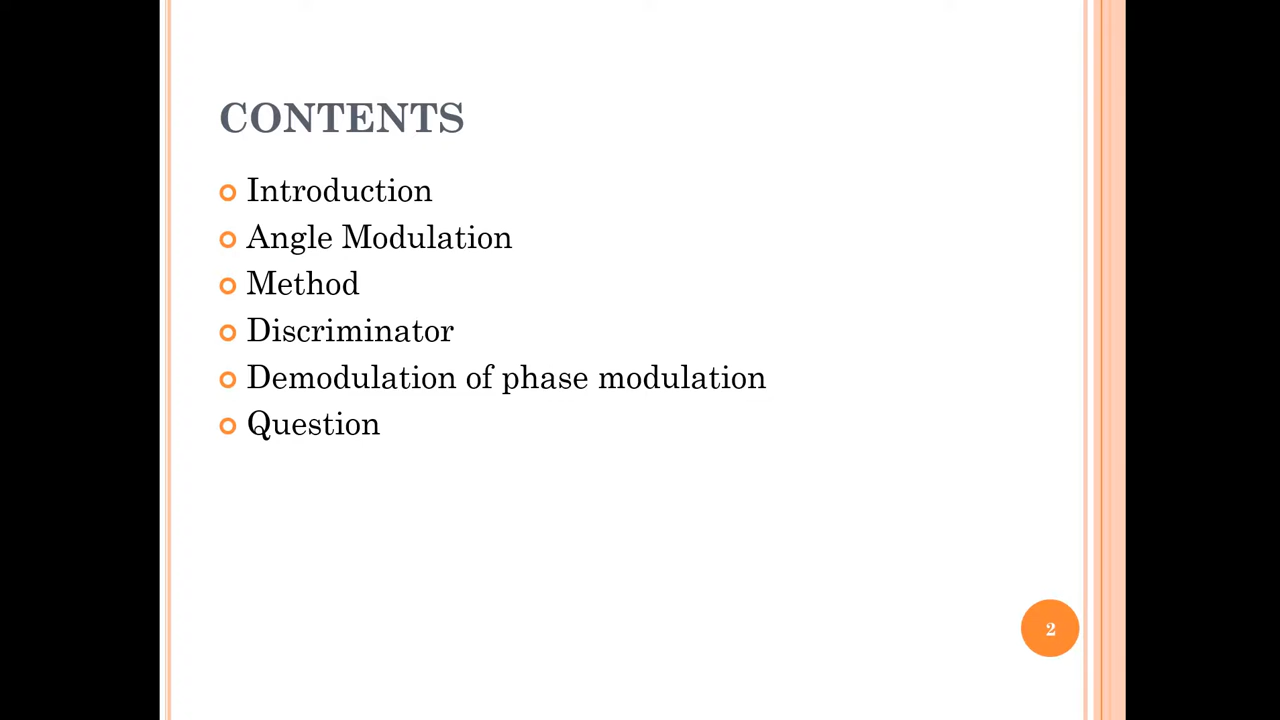 CONTENTS
Introduction
Angle Modulation
Method
Discriminator
Demodulation of phase modulation
Question
2